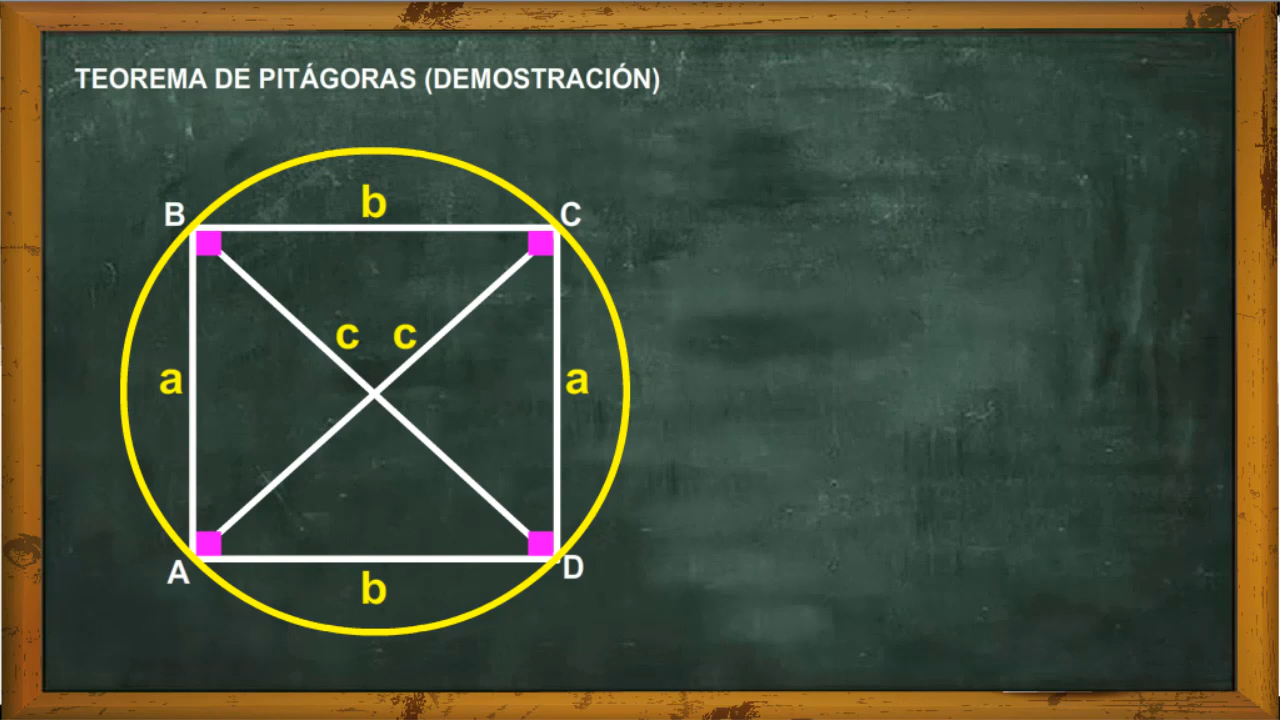 TEOREMA DE PITÁGORAS (DEMOSTRACIÓN)
B b C
c c
a a
A b D